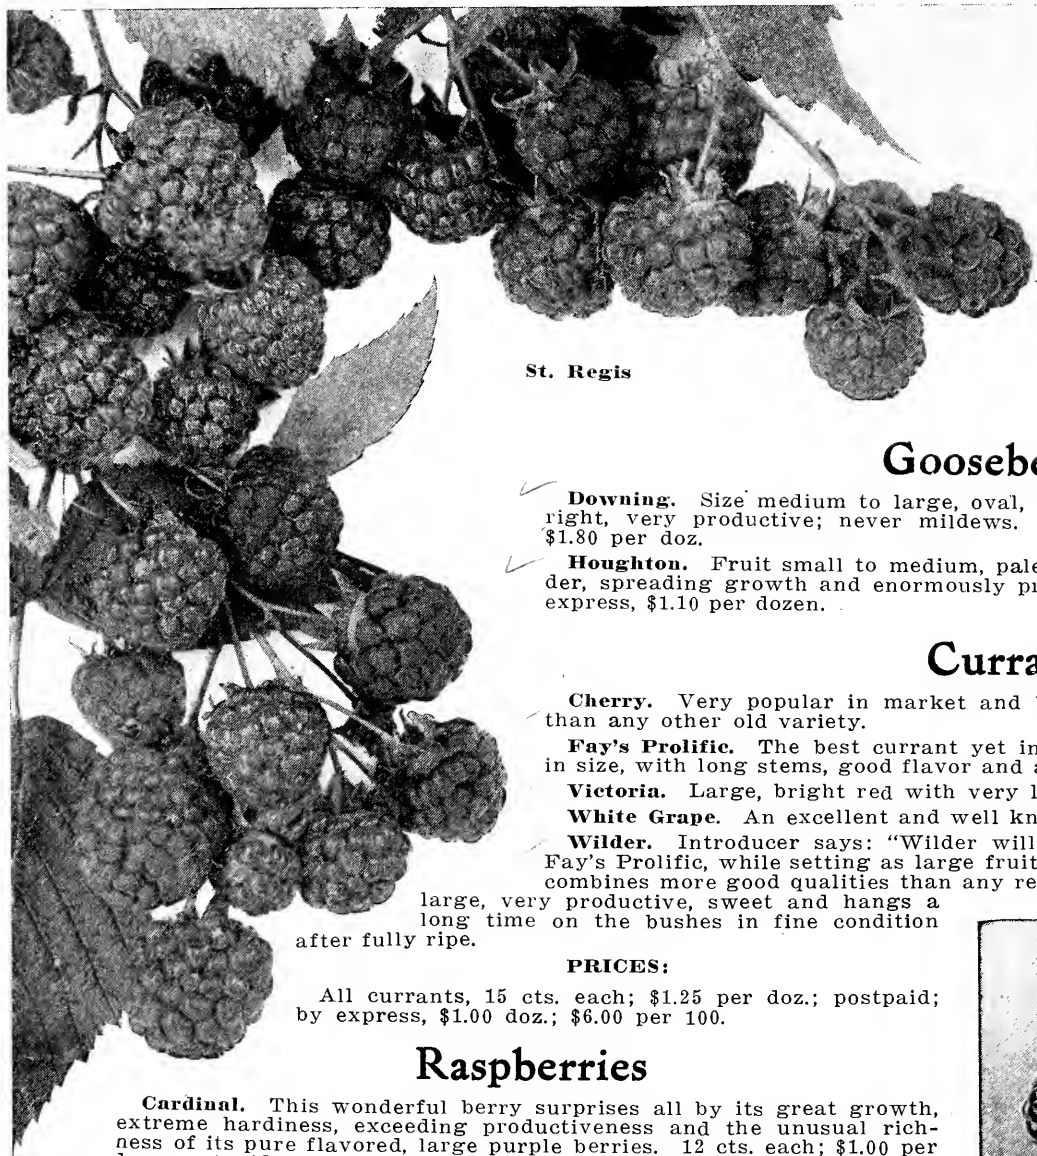 St. Regis
Gooseb
Downing. Size medium to large, oval,
right, very productive; never mildews.
$1.80 per doz.
Houghton. Fruit small to medium, pale
der, spreading growth and enormously p
express, $1.10 per dozen.
Curra
Cherry. Very popular in market and
than any other old variety.
Fay's Prolific. The best currant yet in
in size, with long stems, good flavor and a
Victoria. Large, bright red with very l
White Grape. An excellent and well kn
Wilder. Introducer says: "Wilder will
Fay's Prolific, while setting as large fruit
combines more good qualities than any re
large, very productive, sweet and hangs a
long time on the bushes in fine condition
after fully ripe.
PRICES:
All currants, 15 cts. each; $1.25 per doz.; postpaid;
by express, $1.00 doz.; $6.00 per 100.
Raspberries
Cardinal. This wonderful berry surprises all by its great growth,
extreme hardiness, exceeding productiveness and the unusual rich-
ness of its pure flavored, large purple berries. 12 cts. each; $1.00 per